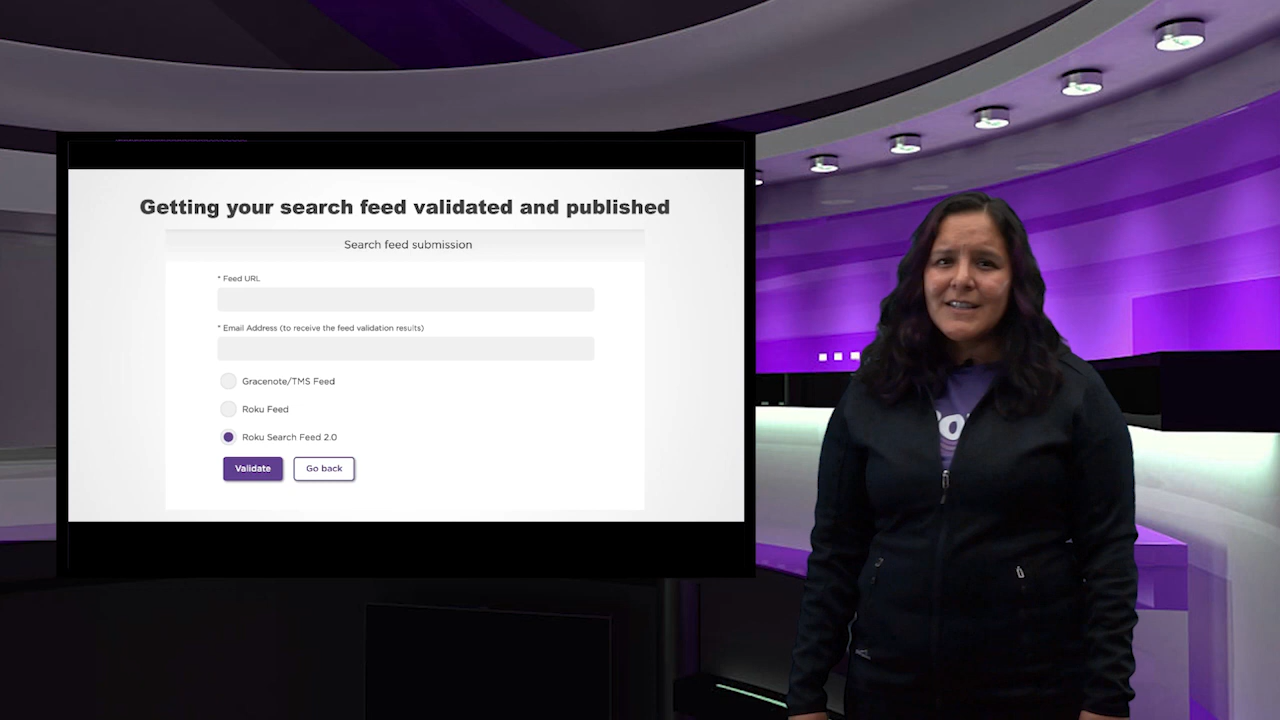 Getting your search feed validated and published
Search feed submission
* Feed URL
* Email Address (to receive the feed validation results)
Gracenote/TMS Feed
Roku Feed
Roku Search Feed 2.0
Validate
Go back